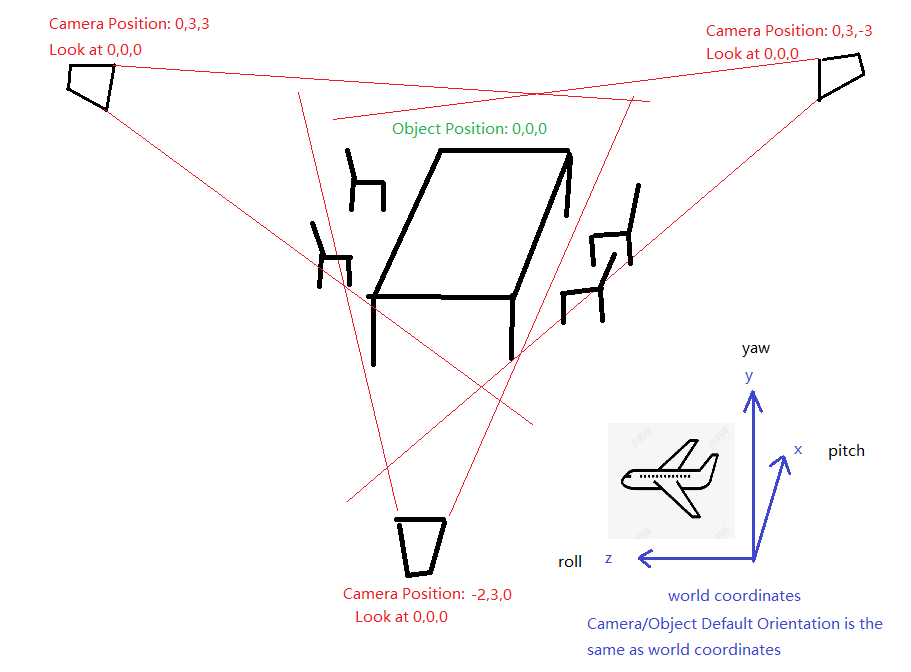 Camera Position: 0,3,3
Look at 0,0,0
Camera Position: 0,3,-3
Look at 0,0,0
Object Position: 0,0,0
yaw
y
x pitch
roll z
world coordinates
Camera Position: -2,3,0
Look at 0,0,0
Camera/Object Default Orientation is the
same as world coordinates